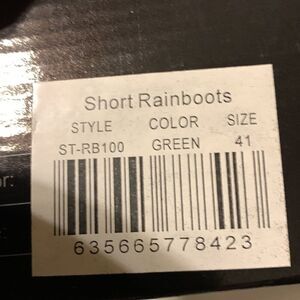 Short Rainboots
STYLE COLOR SIZE
ST-RB100 GREEN 41
635665778423